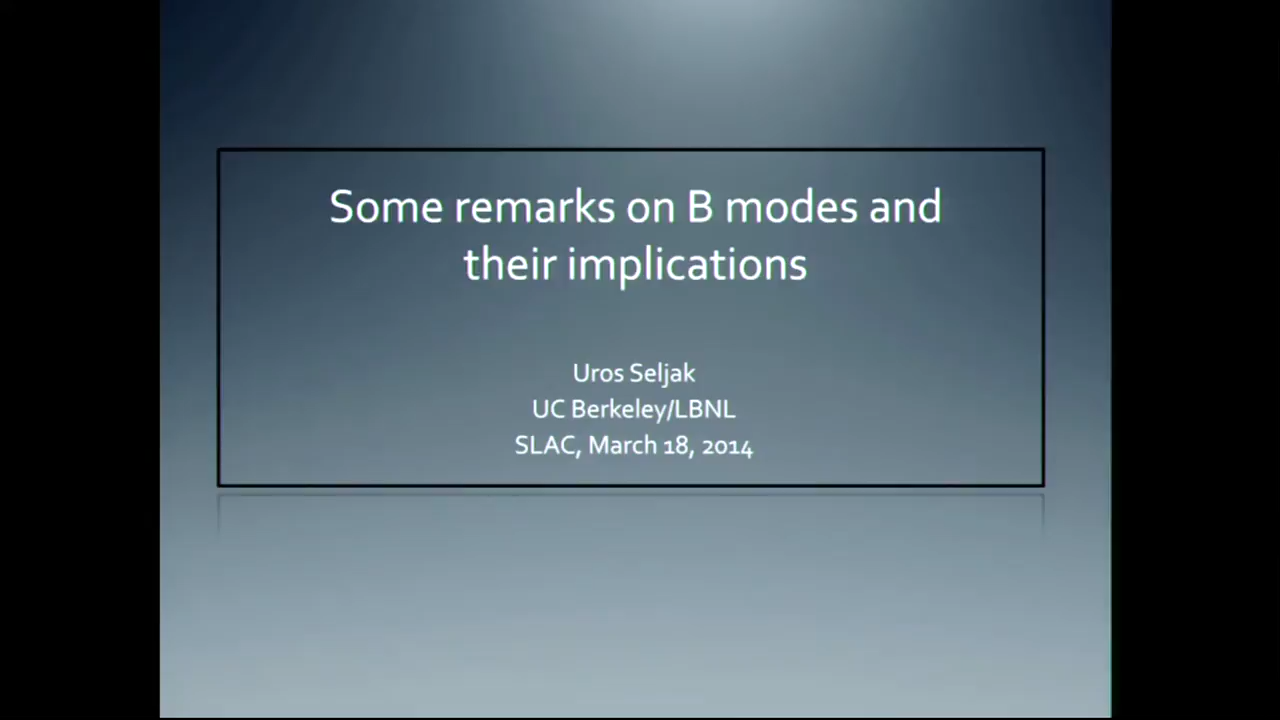 Some remarks on B modes and
their implications
Uros Seljak
UC Berkeley/LBNL
SLAC, March 18, 2014